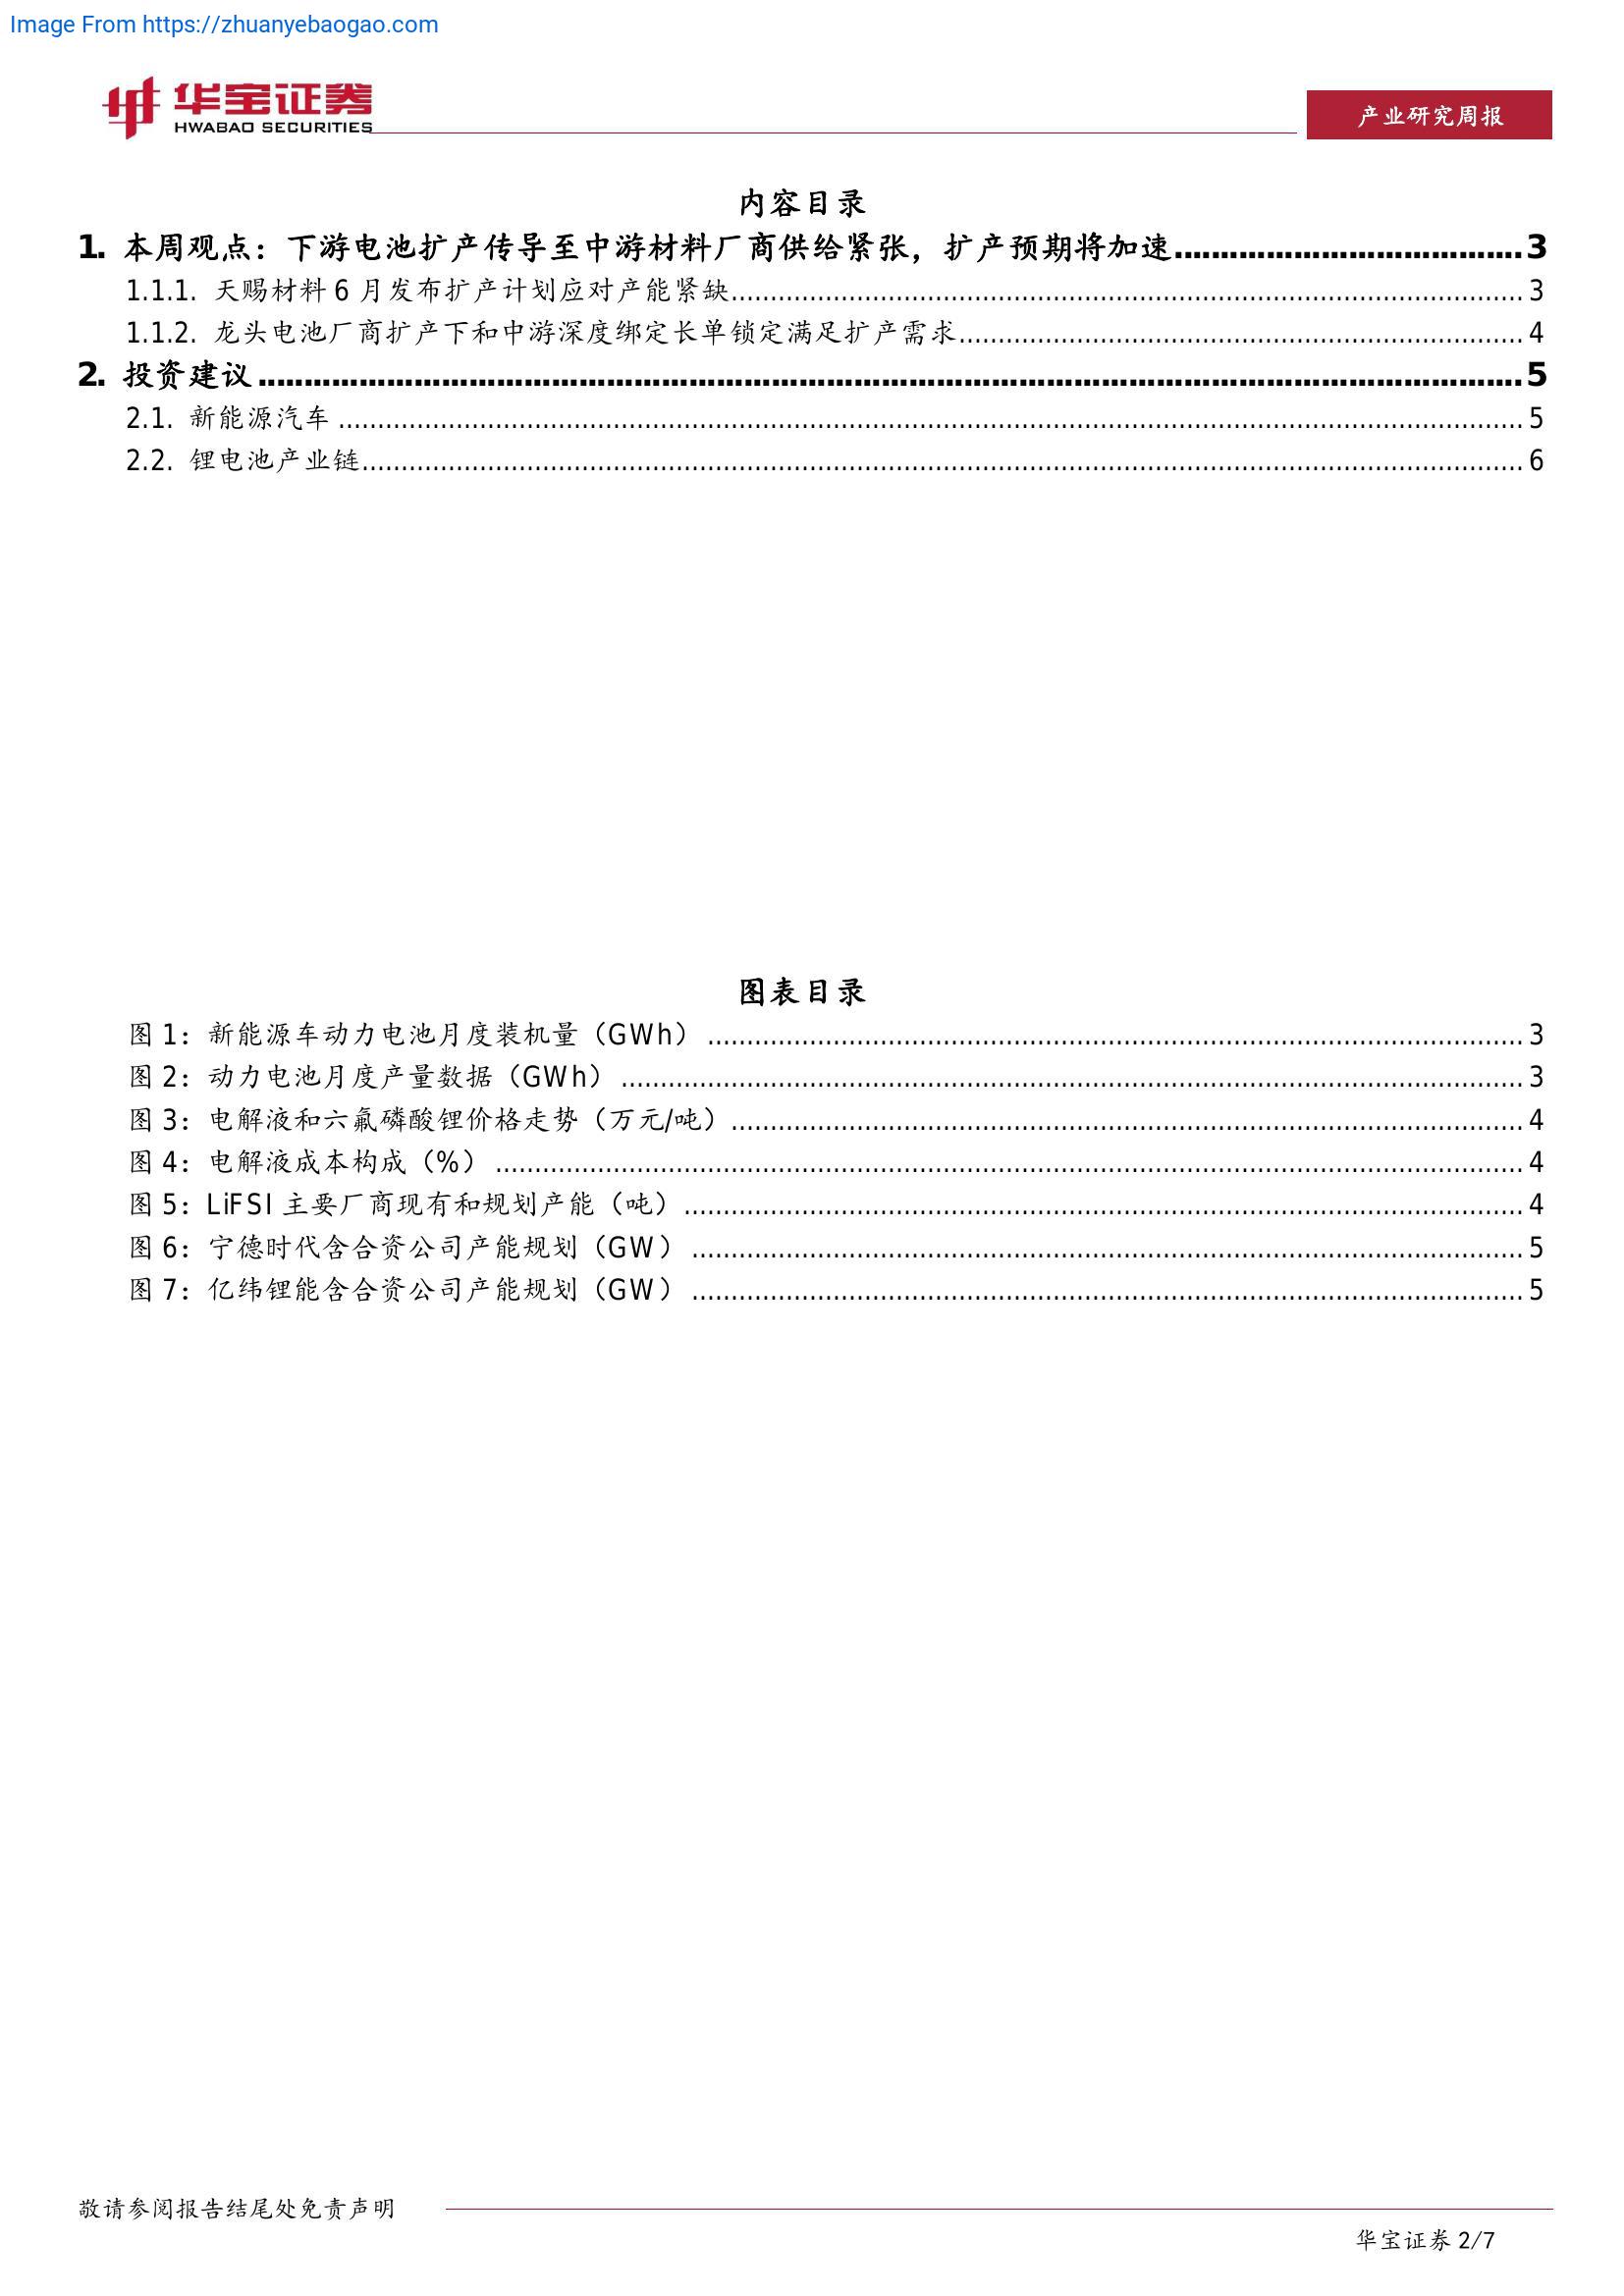 Image From https://zhuanyebaogao.com
华宝证券
HWABAO SECURITIES
产业研究周报
内容目录
1. 本周观点：下游电池扩产传导至中游材料厂商供给紧张，扩产预期将加速......................................3
1.1.1. 天赐材料 6 月发布扩产计划应对产能紧缺......................................3
1.1.2. 龙头电池厂商扩产下和中游深度绑定长单锁定满足扩产需求......................................4
2. 投资建议......................................5
2.1. 新能源汽车......................................5
2.2. 锂电池产业链......................................6
图表目录
图 1：新能源车动力电池月度装机量（GWh）......................................3
图 2：动力电池月度产量数据（GWh）......................................3
图 3：电解液和六氟磷酸锂价格走势（万元/吨）......................................4
图 4：电解液成本构成（%）......................................4
图 5：LiFSI 主要厂商现有和规划产能（吨）......................................4
图 6：宁德时代含合资公司产能规划（GW）......................................5
图 7：亿纬锂能含合资公司产能规划（GW）......................................5
敬请参阅报告结尾处免责声明
华宝证券 2/7